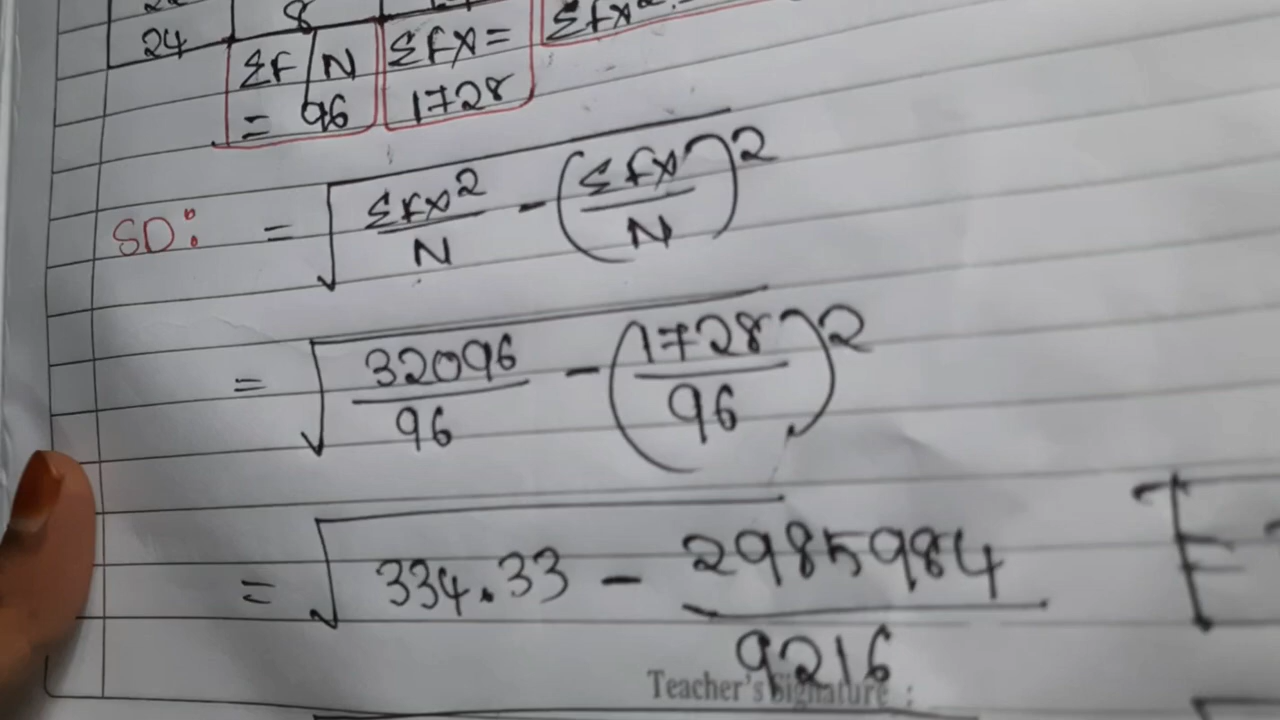 24 8
Σf/N Σfx= Σfx²
= 96 1728
SD: = √ Σfx²/N - (Σfx/N)²
= √ 32096/96 - (1728/96)²
= √ 334.33 - 2985984/9216
Teacher's Signature :